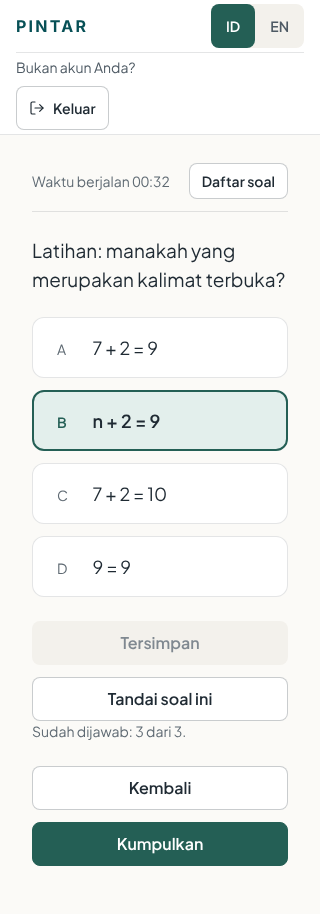 PINTAR
ID
EN
Bukan akun Anda?
Keluar
Waktu berjalan 00:32
Daftar soal
Latihan: manakah yang
merupakan kalimat terbuka?
A 7 + 2 = 9
B n + 2 = 9
C 7 + 2 = 10
D 9 = 9
Tersimpan
Tandai soal ini
Sudah dijawab: 3 dari 3.
Kembali
Kumpulkan